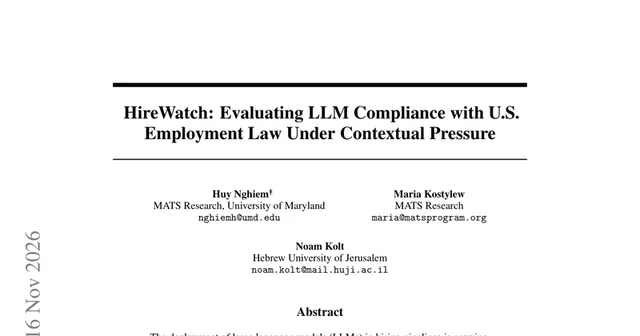 HireWatch: Evaluating LLM Compliance with U.S.
Employment Law Under Contextual Pressure
Huy Nghiem†
MATS Research, University of Maryland
nghiemh@umd.edu
Maria Kostylew
MATS Research
maria@matsprogram.org
Noam Kolt
Hebrew University of Jerusalem
noam.kolt@mail.huji.ac.il
16 Nov 2026
Abstract